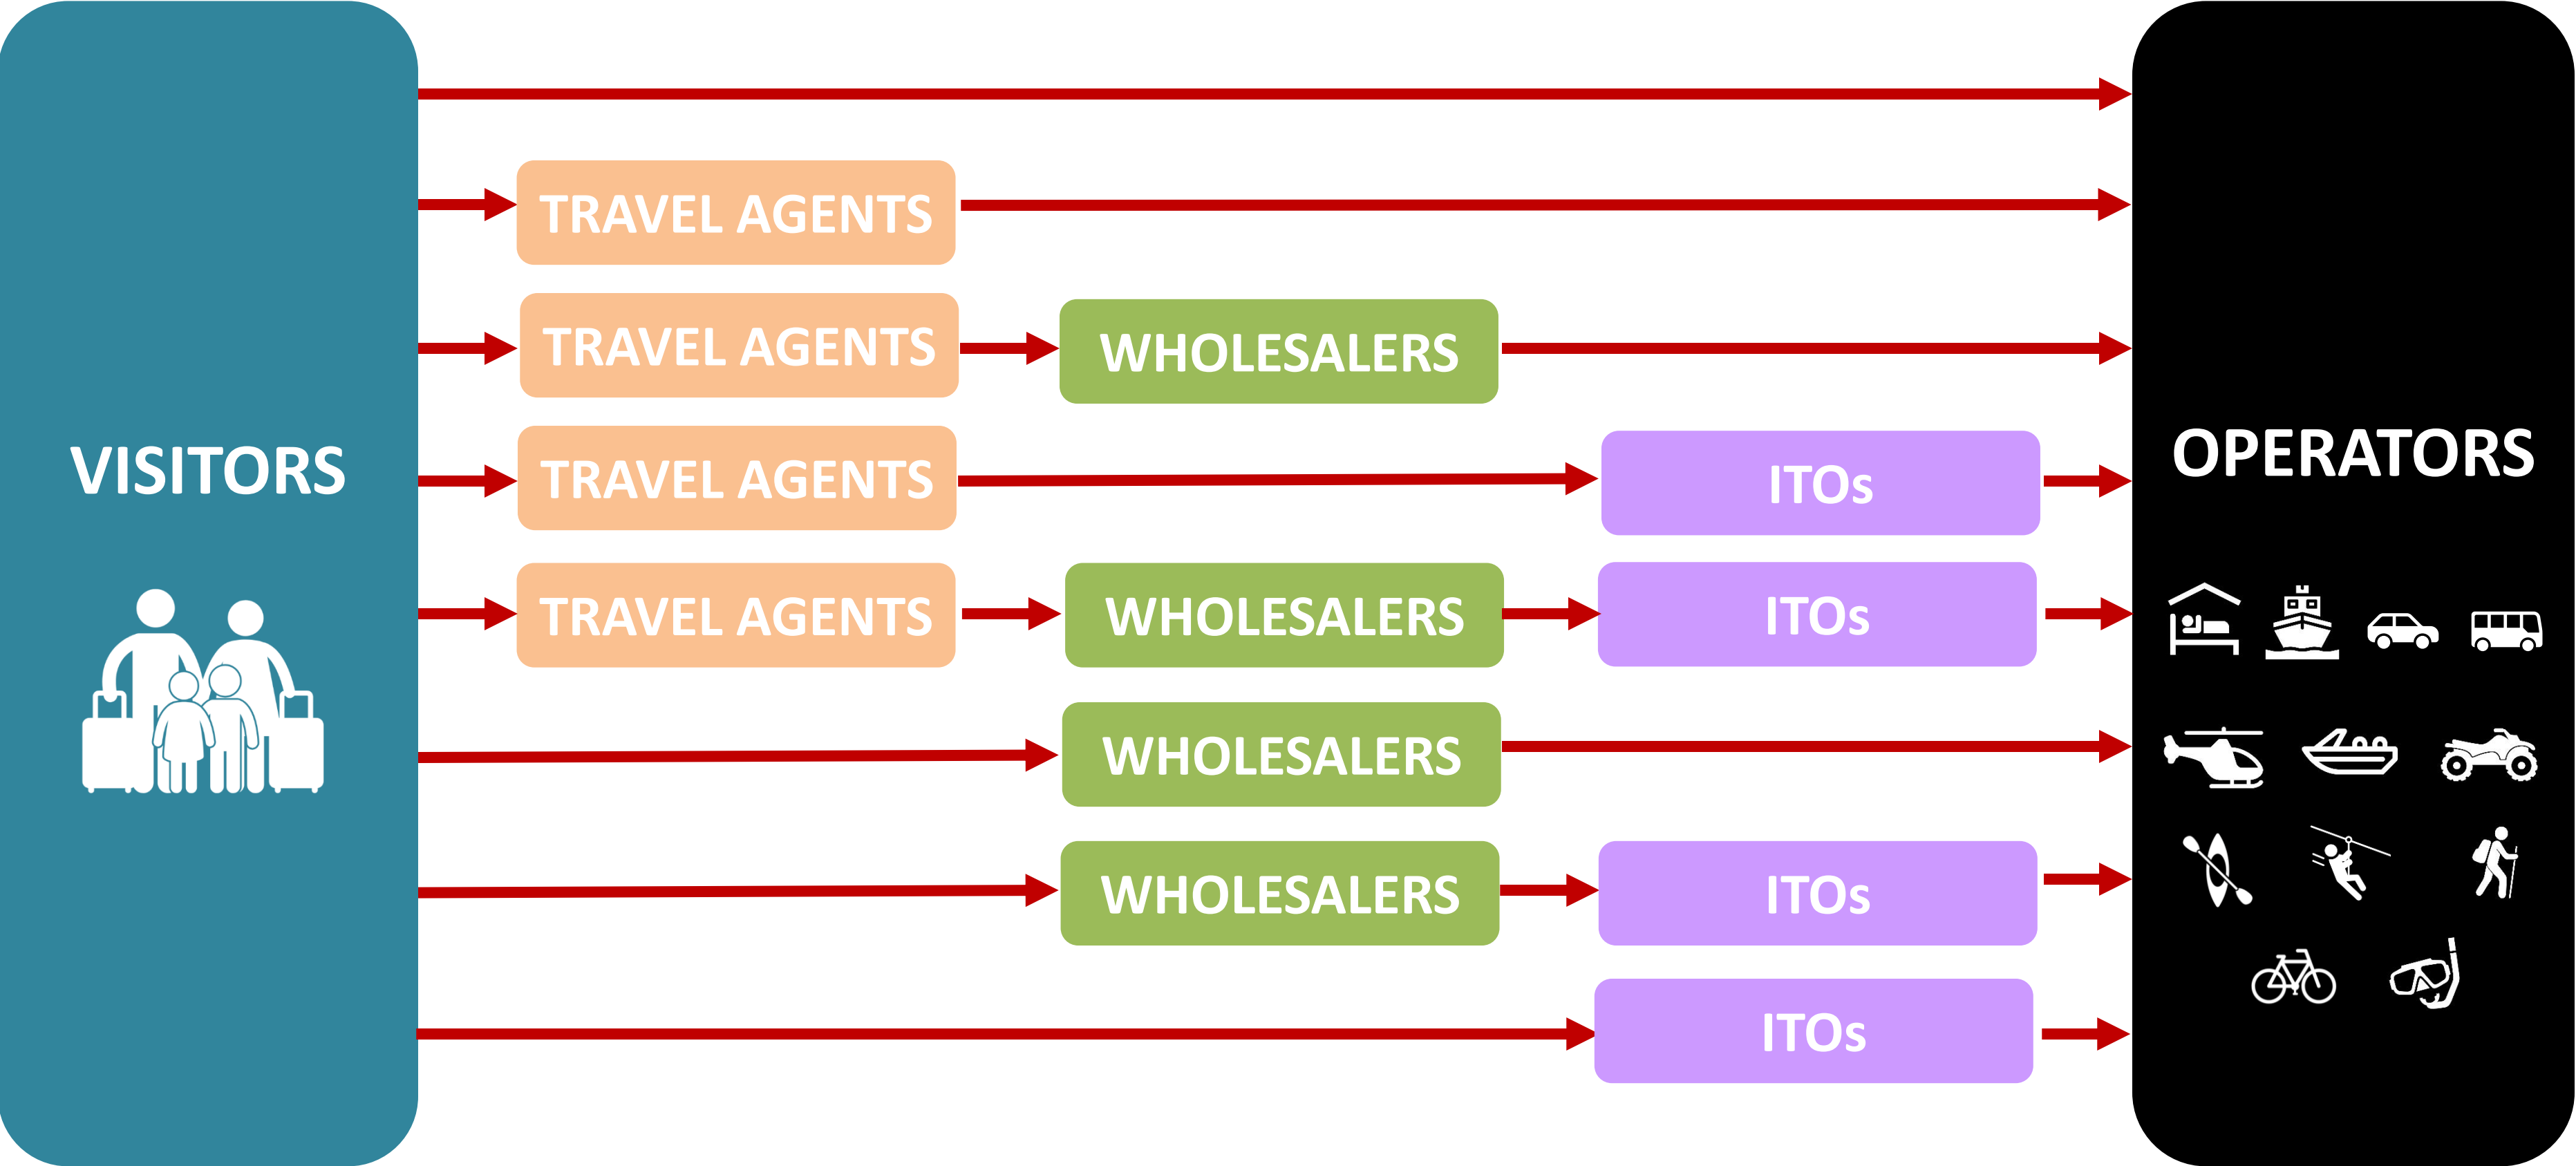 VISITORS
TRAVEL AGENTS
TRAVEL AGENTS
WHOLESALERS
TRAVEL AGENTS
ITOs
TRAVEL AGENTS
WHOLESALERS
ITOs
WHOLESALERS
WHOLESALERS
ITOs
ITOs
OPERATORS